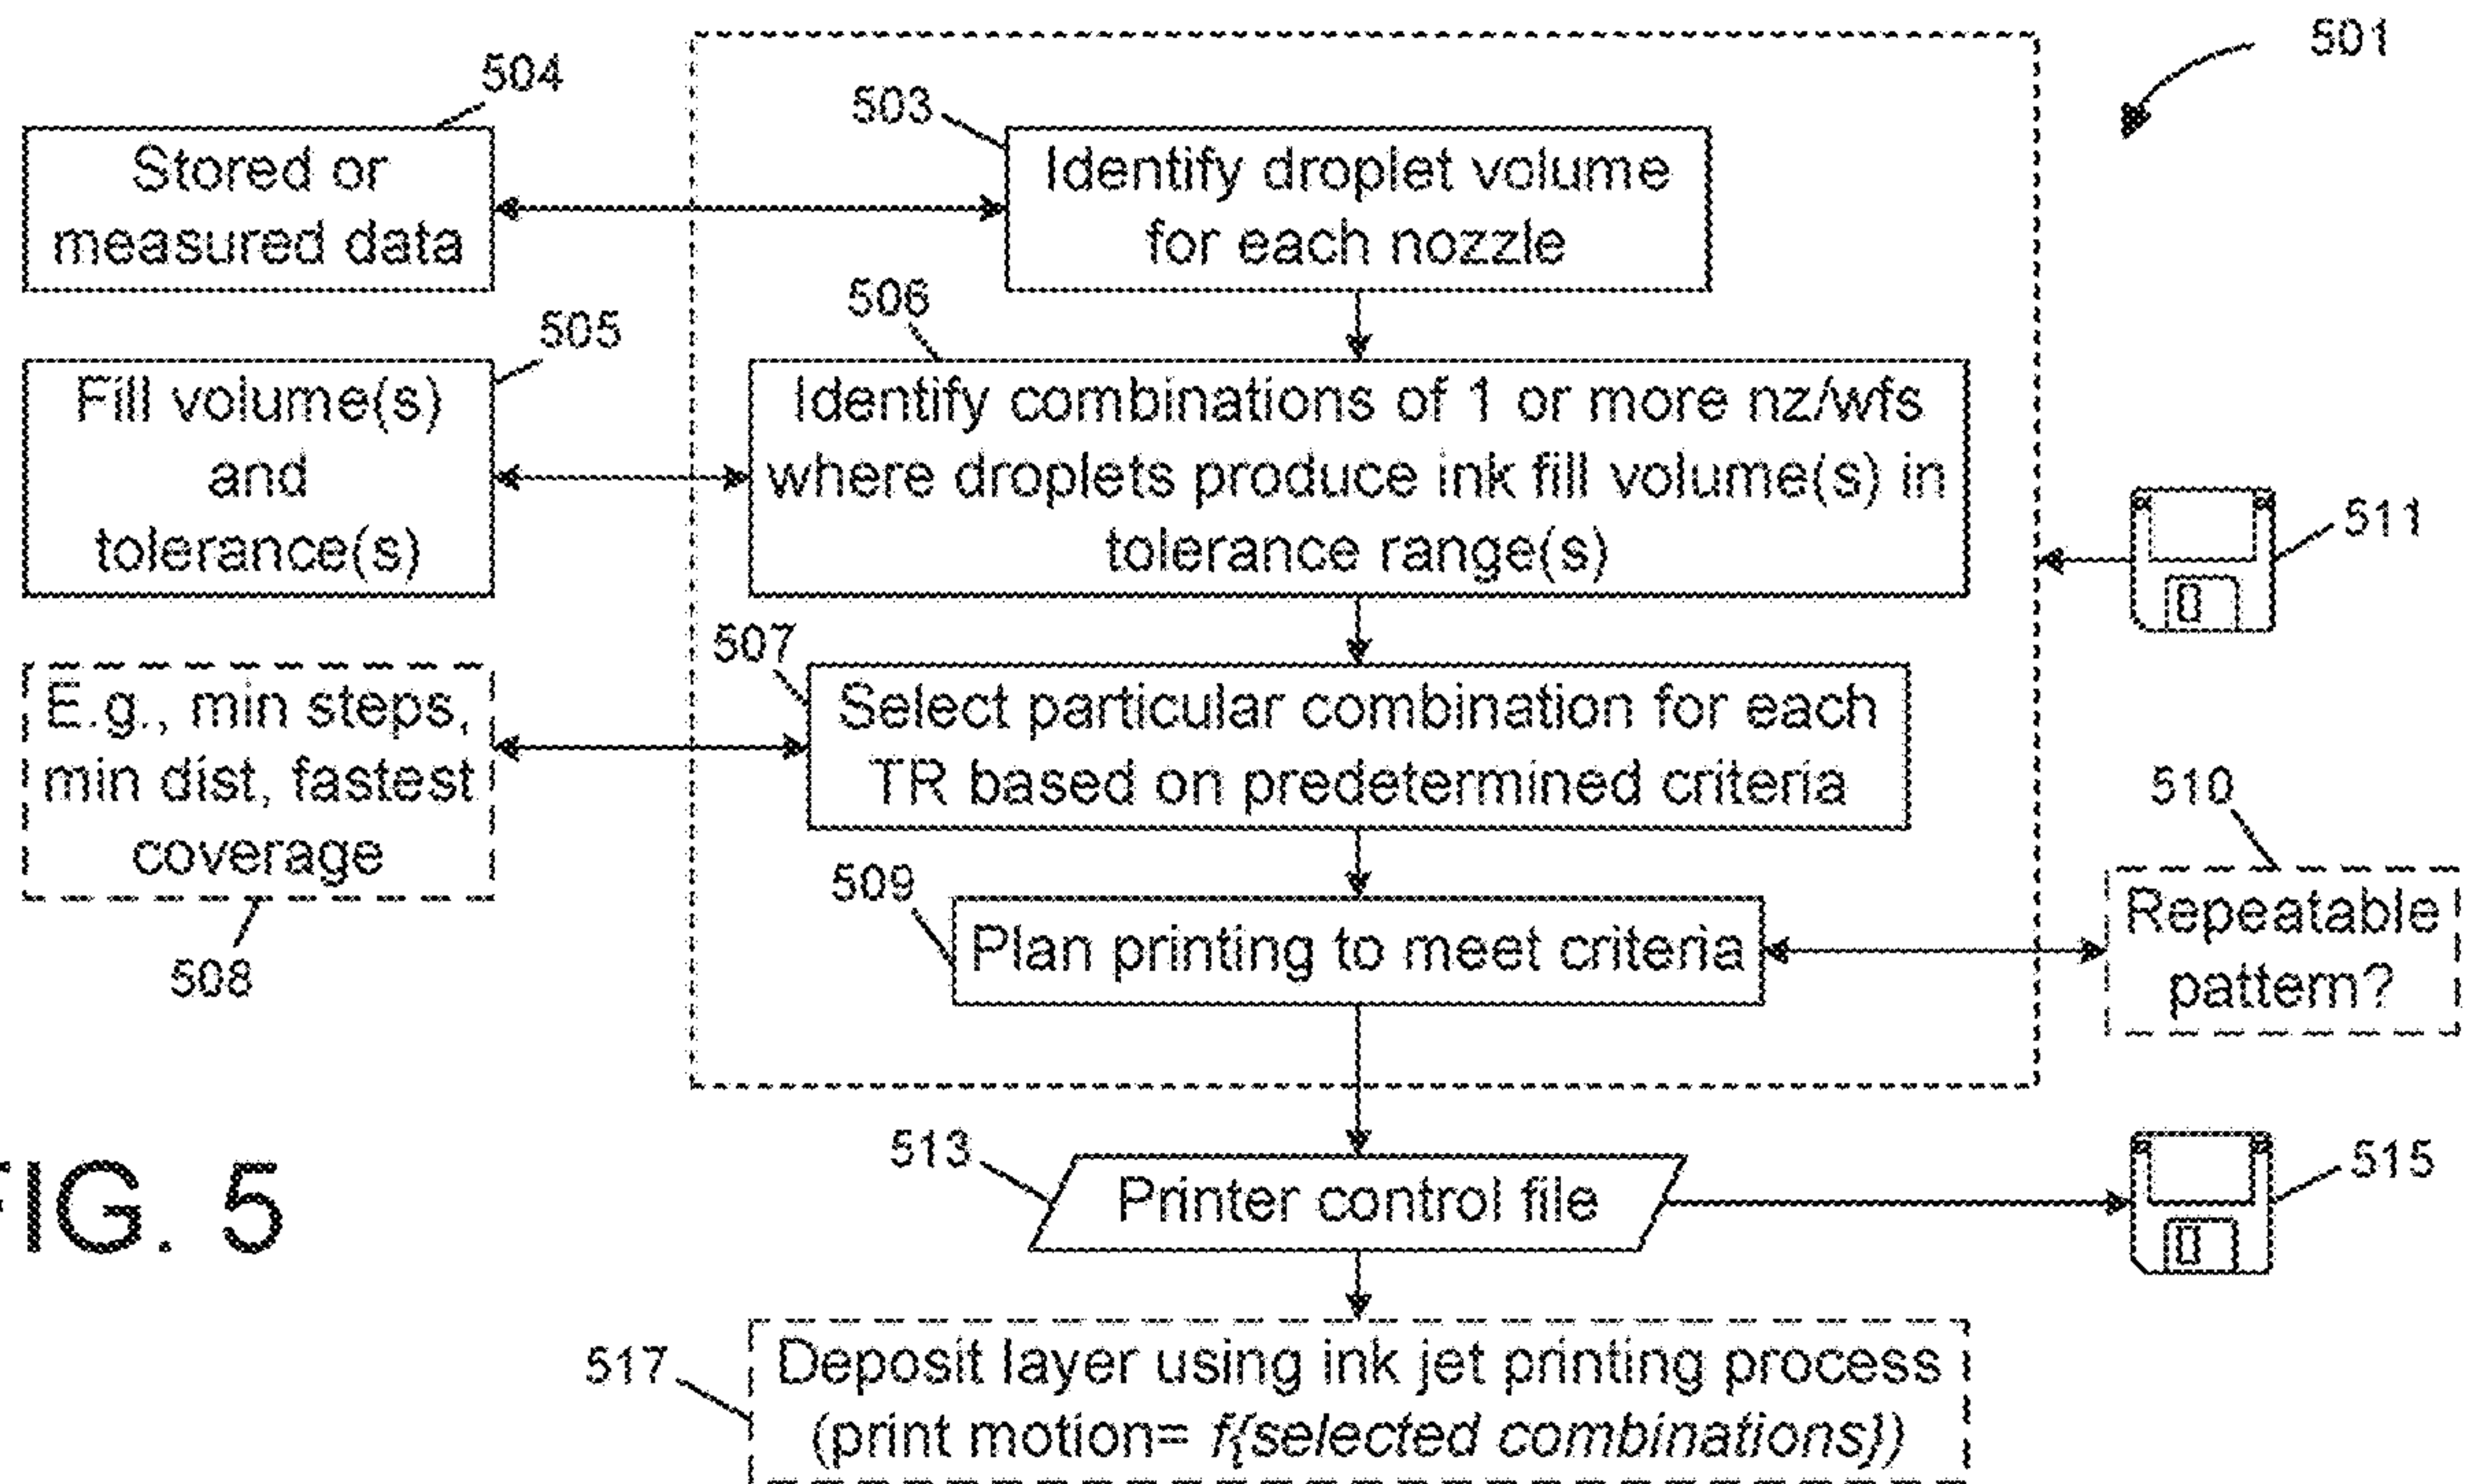 501
504
503
Stored or
measured data
Identify droplet volume
for each nozzle
505
506
Fill volume(s)
and
tolerance(s)
Identify combinations of 1 or more nz/wfs
where droplets produce ink fill volume(s) in
tolerance range(s)
511
507
E.g., min steps,
min dist, fastest
coverage
508
Select particular combination for each
TR based on predetermined criteria
510
509
Plan printing to meet criteria
Repeatable
pattern?
513
Printer control file
515
FIG. 5
517
Deposit layer using ink jet printing process
(print motion= f{selected combinations})